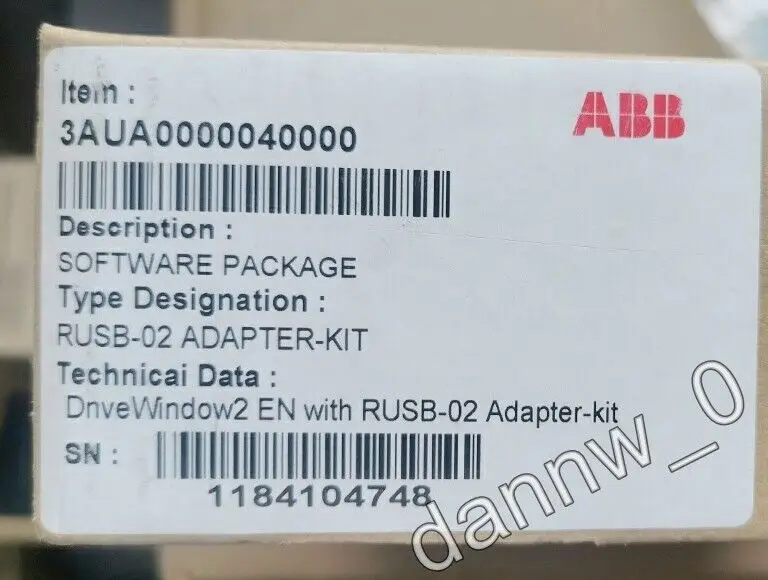 Item :
ABB
3AUA0000040000
Description :
SOFTWARE PACKAGE
Type Designation :
RUSB-02 ADAPTER-KIT
Technicai Data :
DnveWindow2 EN with RUSB-02 Adapter-kit
SN :
1184104748
dannw_0